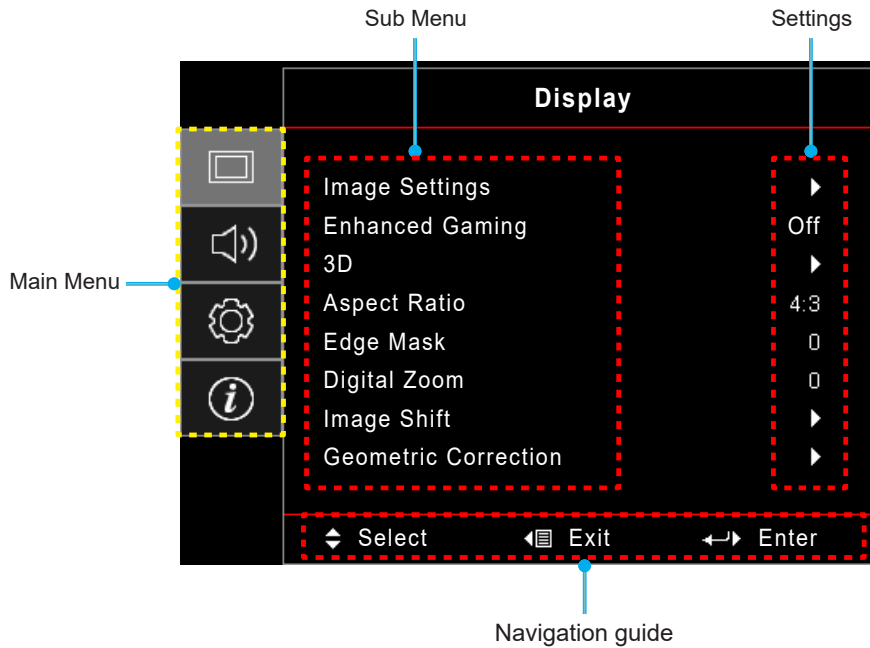 Sub Menu Settings
Display
Image Settings
Enhanced Gaming Off
3D
Main Menu
Aspect Ratio 4:3
Edge Mask 0
Digital Zoom 0
Image Shift
Geometric Correction
Select Exit Enter
Navigation guide